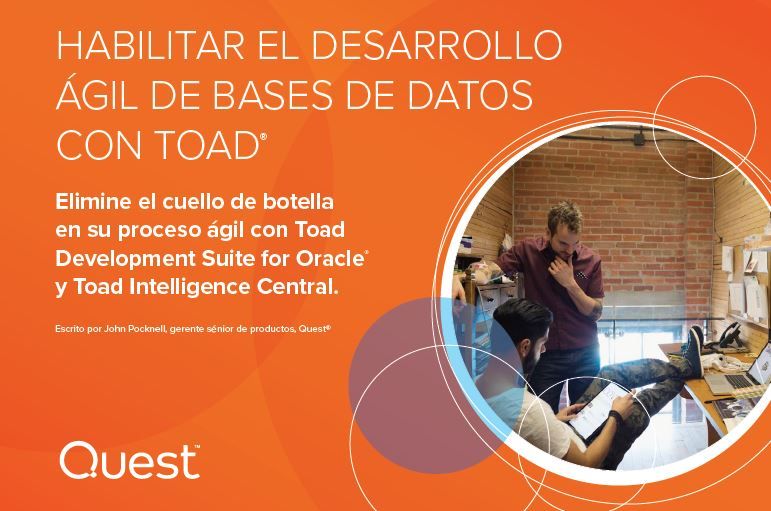 HABILITAR EL DESARROLLO
ÁGIL DE BASES DE DATOS
CON TOAD®
Elimine el cuello de botella
en su proceso ágil con Toad
Development Suite for Oracle®
y Toad Intelligence Central.
Escrito por John Pocknell, gerente sénior de productos, Quest®
Quest™